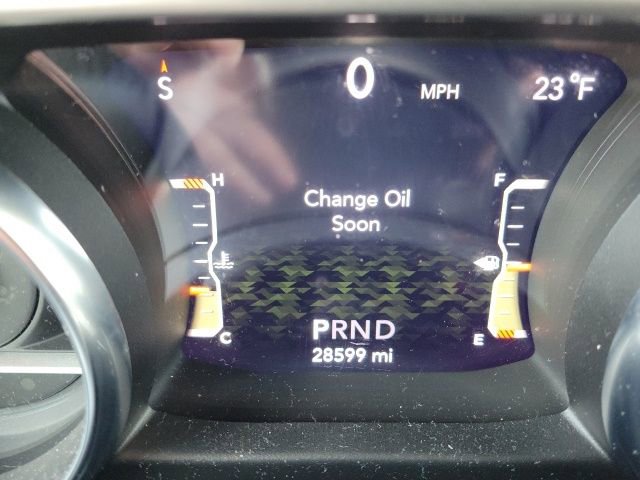 S 0 MPH 23°F
H F
Change Oil
Soon
C E
PRND
28599 mi